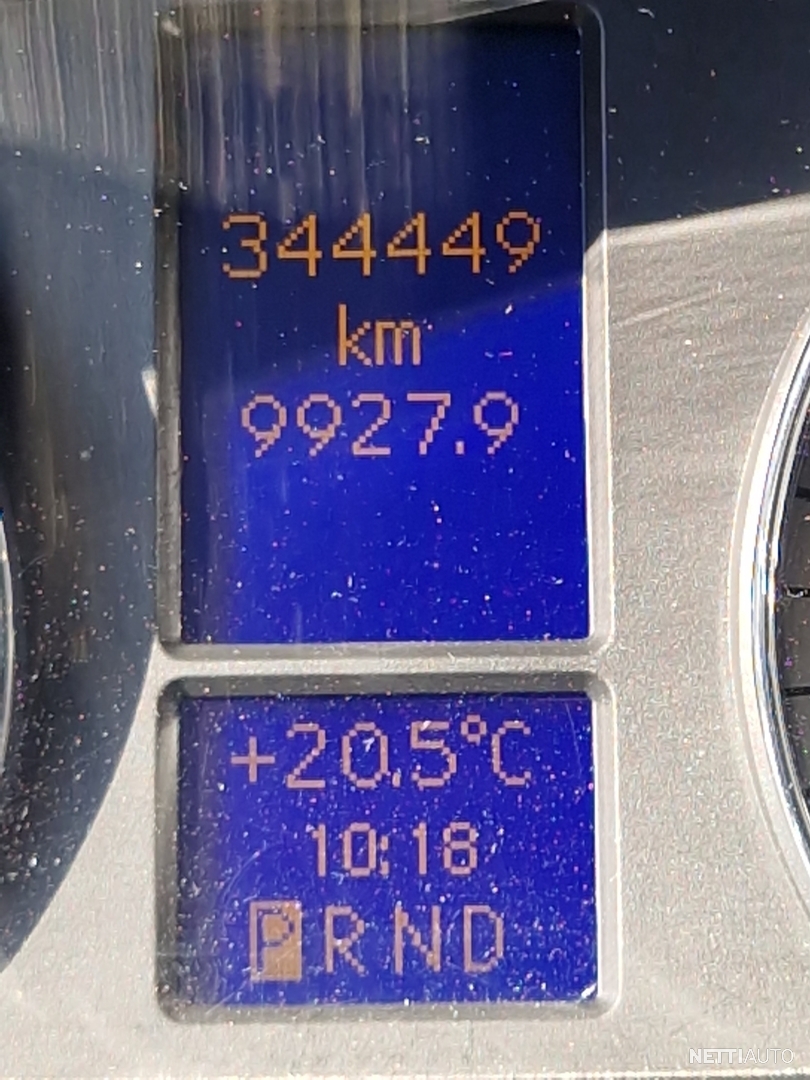 344449
km
9927.9
+20.5°C
10:18
P R N D
NETTIAUTO